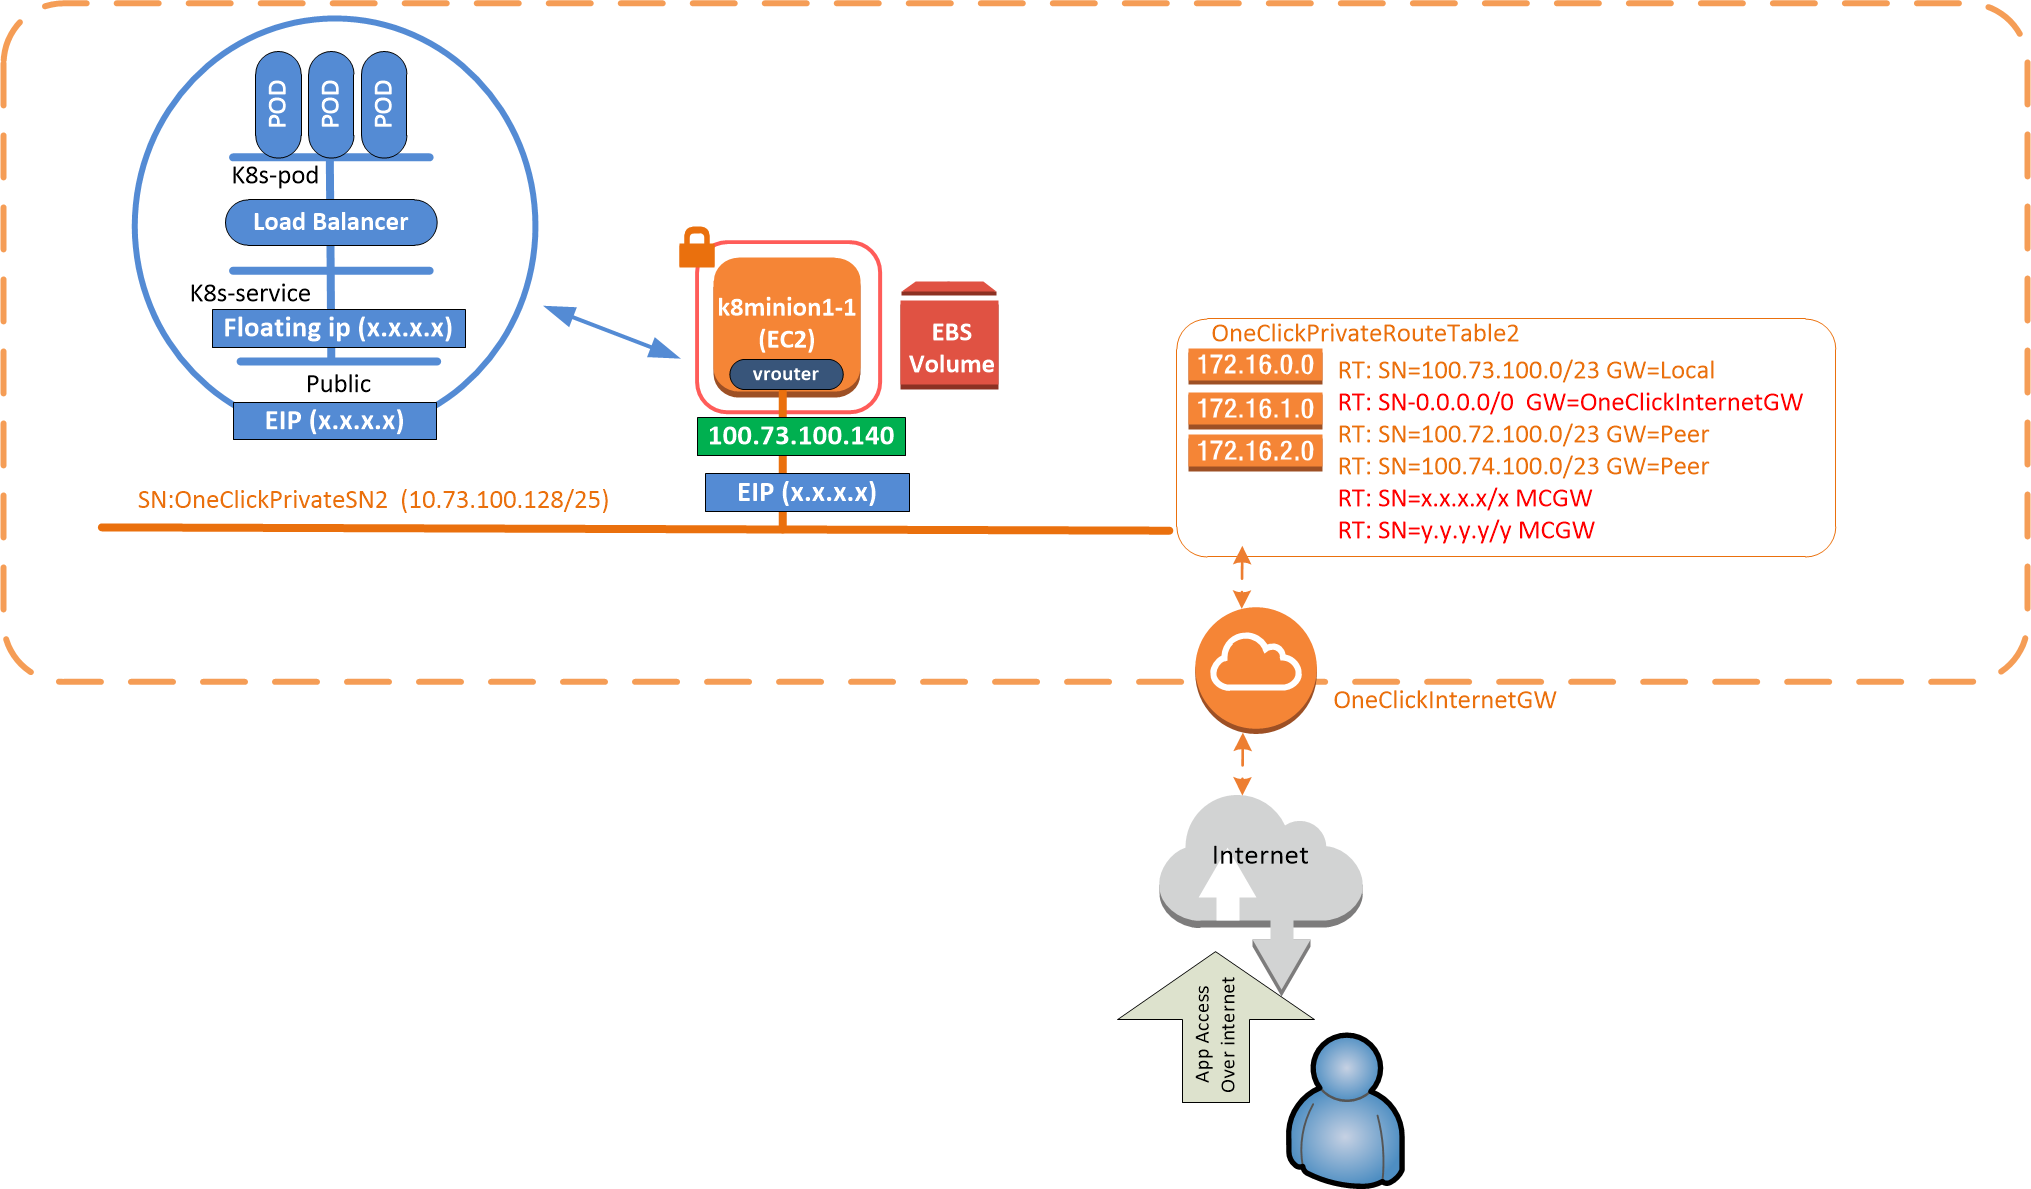 POD
POD
POD
K8s-pod
Load Balancer
K8s-service
Floating ip (x.x.x.x)
Public
EIP (x.x.x.x)
k8minion1-1
(EC2)
vrouter
EBS
Volume
100.73.100.140
EIP (x.x.x.x)
SN:OneClickPrivateSN2 (10.73.100.128/25)
OneClickPrivateRouteTable2
172.16.0.0
172.16.1.0
172.16.2.0
RT: SN=100.73.100.0/23 GW=Local
RT: SN-0.0.0.0/0 GW=OneClickInternetGW
RT: SN=100.72.100.0/23 GW=Peer
RT: SN=100.74.100.0/23 GW=Peer
RT: SN=x.x.x.x/x MCGW
RT: SN=y.y.y.y/y MCGW
OneClickInternetGW
Internet
App Access
Over internet